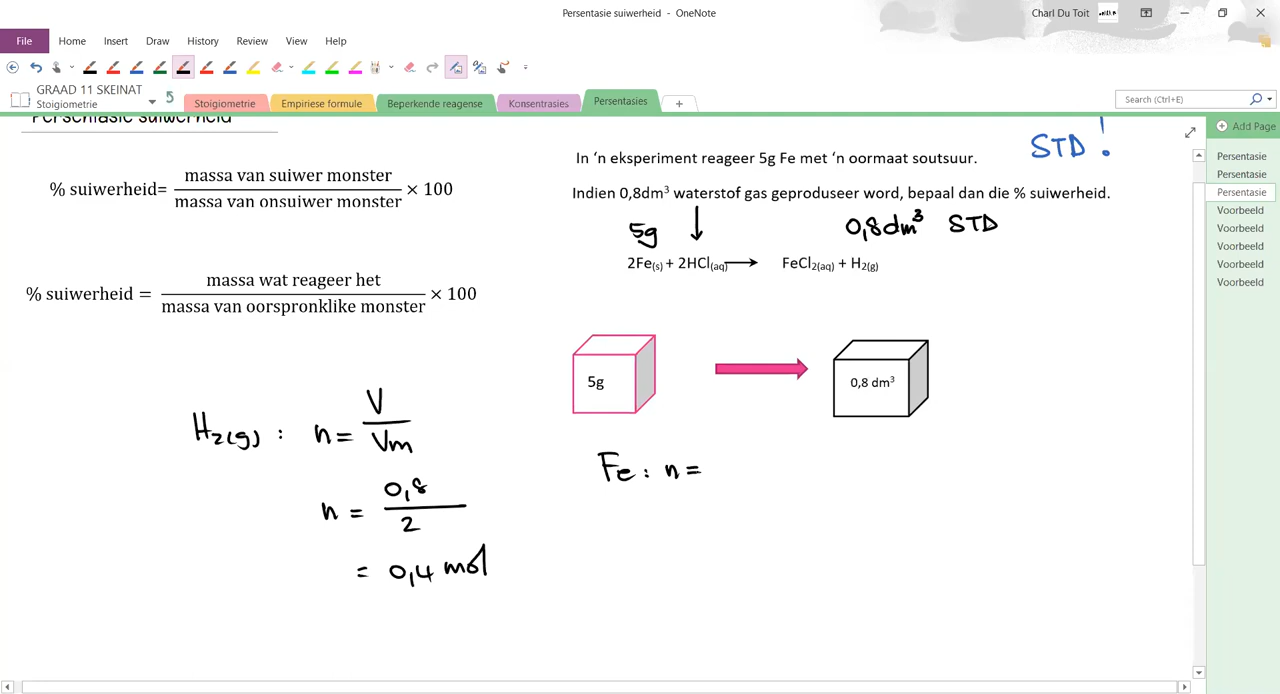 Persentasie suiwerheid - OneNote
Charl Du Toit
File Home Insert Draw History Review View Help
GRAAD 11 SKEINAT
Stoigiometrie
Stoigiometrie Empiriese formule Beperkende reagense Konsentrasies Persentasies +
Search (Ctrl+E)
Add Page
Persentasie
Persentasie
Persentasie
Voorbeeld
Voorbeeld
Voorbeeld
Voorbeeld
Voorbeeld
Persentasie suiwerheid
% suiwerheid= massa van suiwer monster / massa van onsuiwer monster × 100
% suiwerheid = massa wat reageer het / massa van oorspronklike monster × 100
H2(g) : n = V / Vm
n = 0,8 / 2
= 0,4 mol
STD !
In ‘n eksperiment reageer 5g Fe met ‘n oormaat soutsuur.
Indien 0,8dm³ waterstof gas geproduseer word, bepaal dan die % suiwerheid.
5g ↓ 0,8dm³ STD
2Fe(s) + 2HCl(aq) ⟶ FeCl2(aq) + H2(g)
5g
0,8 dm³
Fe : n =